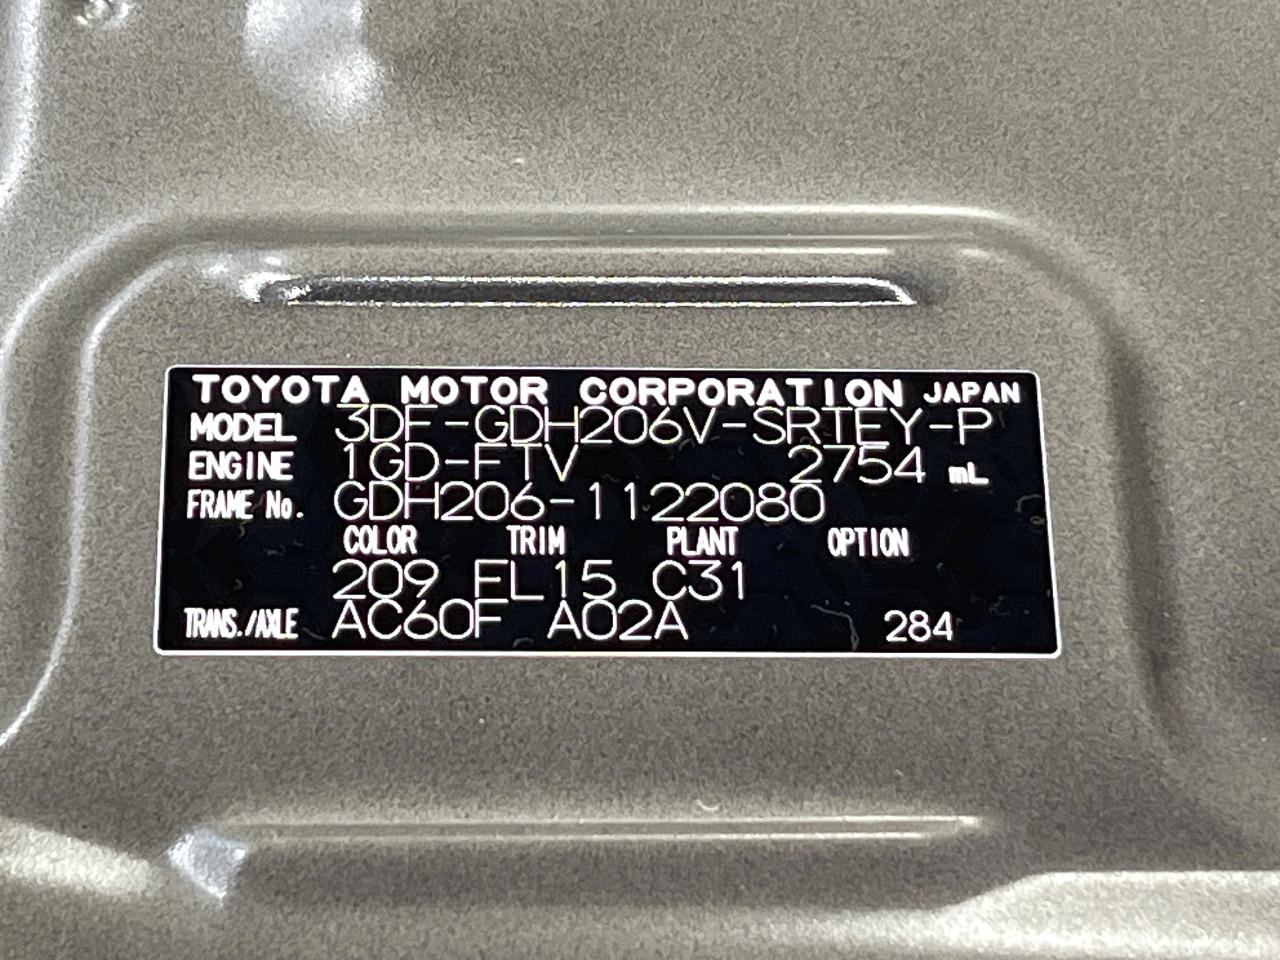 TOYOTA MOTOR CORPORATION JAPAN
MODEL 3DF-GDH206V-SRTEY-P
ENGINE 1GD-FTV 2754 mL
FRAME No. GDH206-1122080
COLOR TRIM PLANT OPTION
209 FL15 C31
TRANS./AXLE AC60F A02A 284